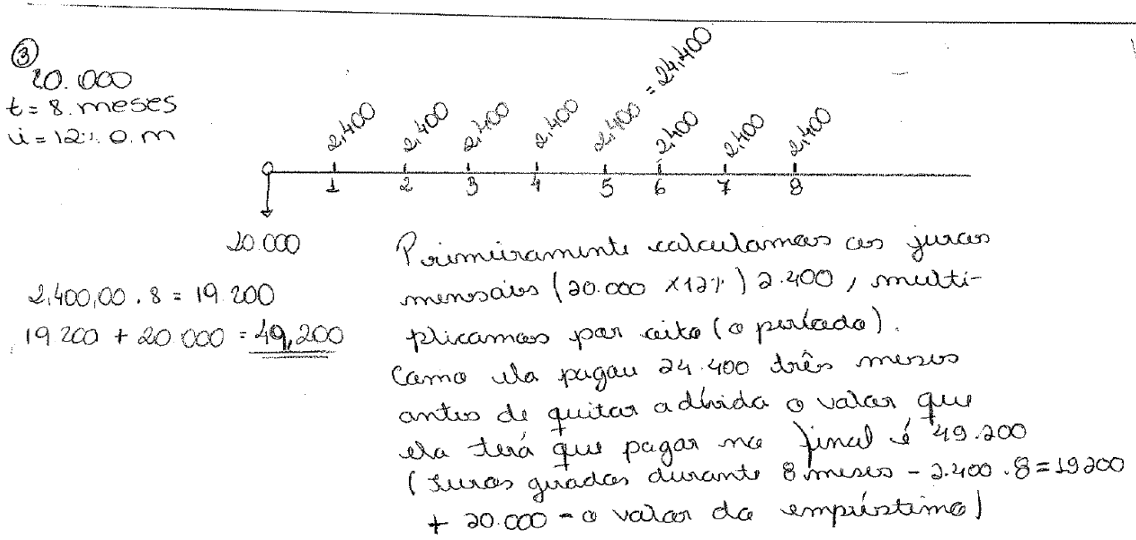 ③
20.000
t = 8 meses
i = 12% a.m
2,400 2,400 2,400 2,400 2,400 = 24,400 2,400 2,400 2,400
0 1 2 3 4 5 6 7 8
20.000
2,400,00 . 8 = 19.200
19 200 + 20 000 = 49,200
Primeiramente calculamos os juros
mensais (20.000 x 12%) 2.400, multi-
plicamos por oito (o período).
Como ela pagou 24.400 três meses
antes de quitar a dívida o valor que
ela terá que pagar no final é 49.200
(Juros gerados durante 8 meses - 2.400 . 8 = 19200
+ 20.000 - o valor do empréstimo)